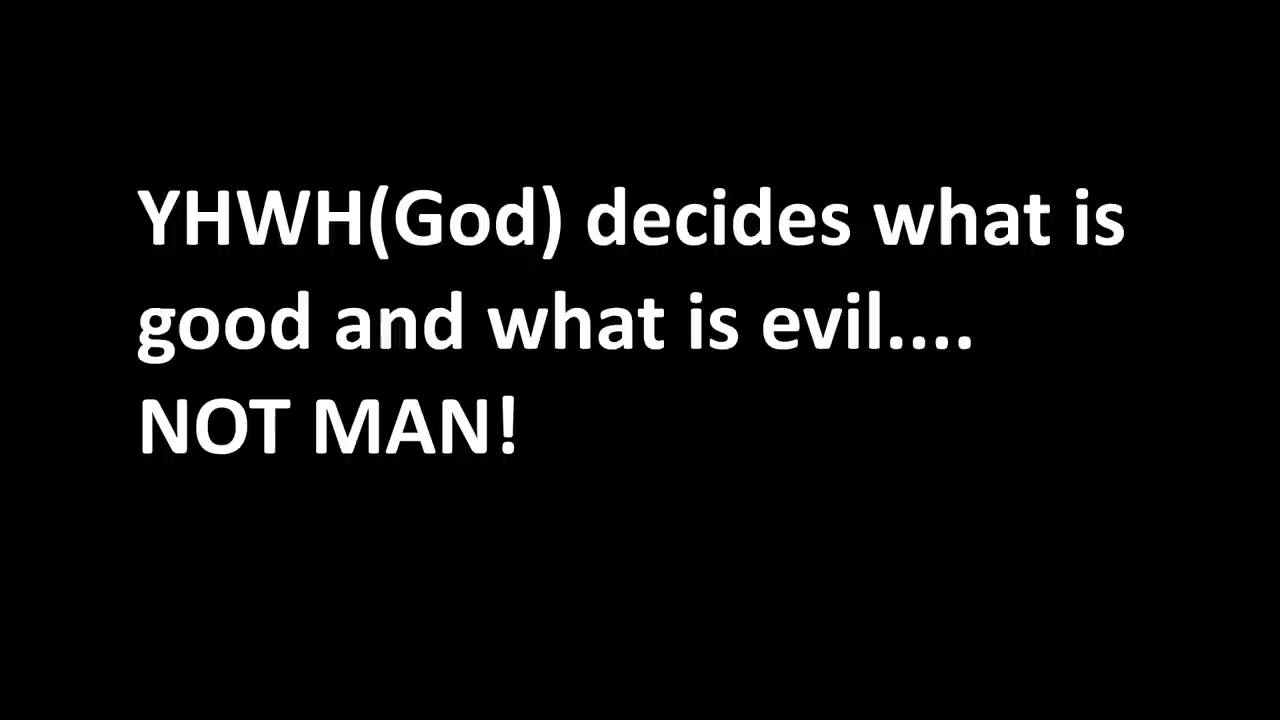 YHWH(God) decides what is
good and what is evil....
NOT MAN!